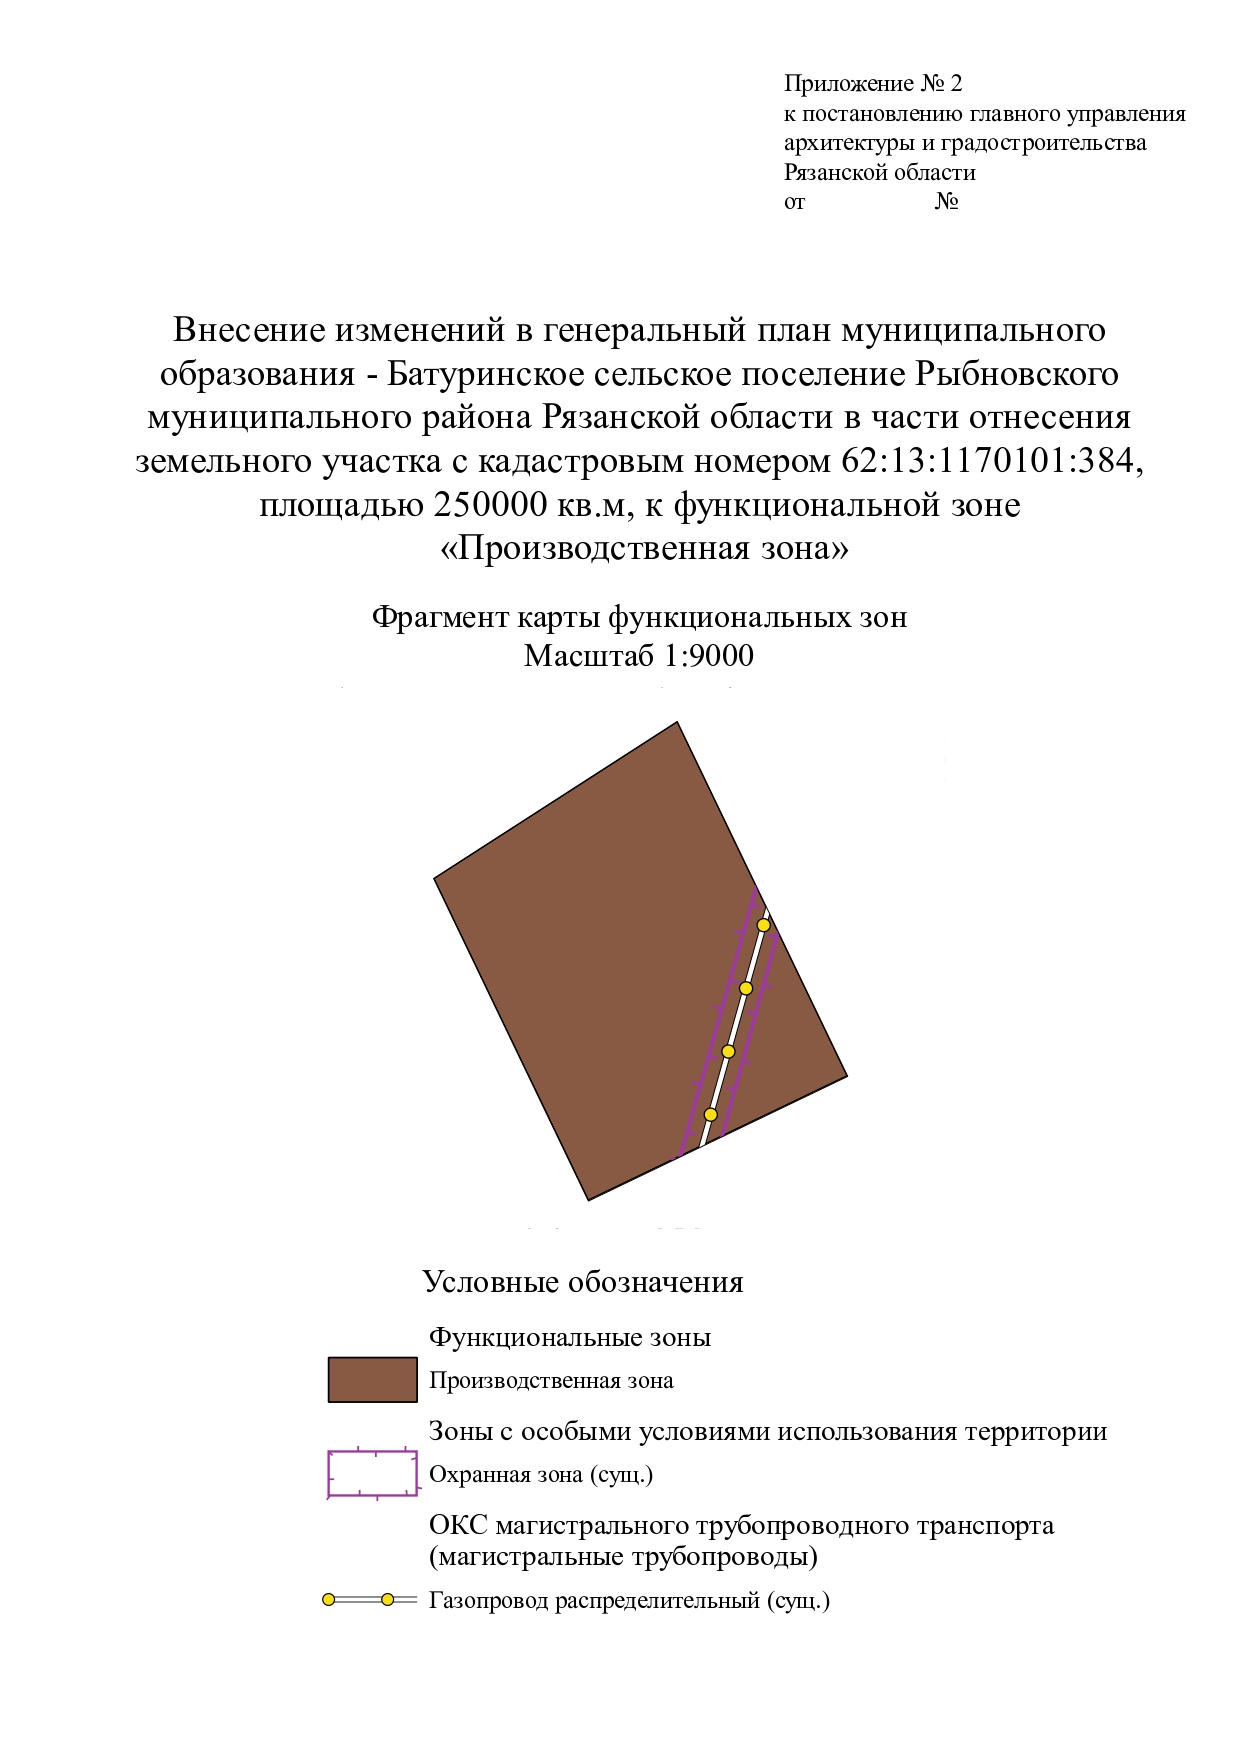 Приложение № 2
к постановлению главного управления
архитектуры и градостроительства
Рязанской области
от №
Внесение изменений в генеральный план муниципального
образования - Батуринское сельское поселение Рыбновского
муниципального района Рязанской области в части отнесения
земельного участка с кадастровым номером 62:13:1170101:384,
площадью 250000 кв.м, к функциональной зоне
«Производственная зона»
Фрагмент карты функциональных зон
Масштаб 1:9000
Условные обозначения
Функциональные зоны
Производственная зона
Зоны с особыми условиями использования территории
Охранная зона (сущ.)
ОКС магистрального трубопроводного транспорта
(магистральные трубопроводы)
Газопровод распределительный (сущ.)